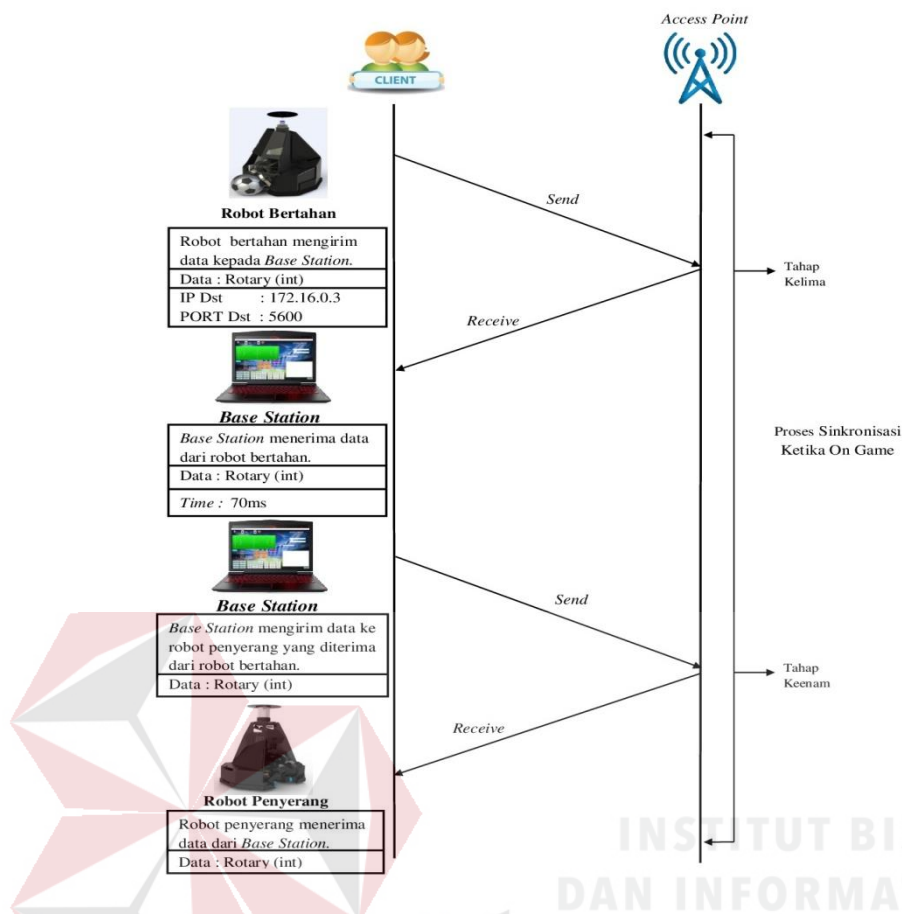 Access Point
CLIENT
Robot Bertahan
Robot bertahan mengirim
data kepada Base Station.
Data : Rotary (int)
IP Dst : 172.16.0.3
PORT Dst : 5600
Send
Tahap
Kelima
Receive
Base Station
Base Station menerima data
dari robot bertahan.
Data : Rotary (int)
Time : 70ms
Proses Sinkronisasi
Ketika On Game
Base Station
Base Station mengirim data ke
robot penyerang yang diterima
dari robot bertahan.
Data : Rotary (int)
Send
Tahap
Keenam
Receive
Robot Penyerang
Robot penyerang menerima
data dari Base Station.
Data : Rotary (int)
INSTITUT BI
DAN INFORMA